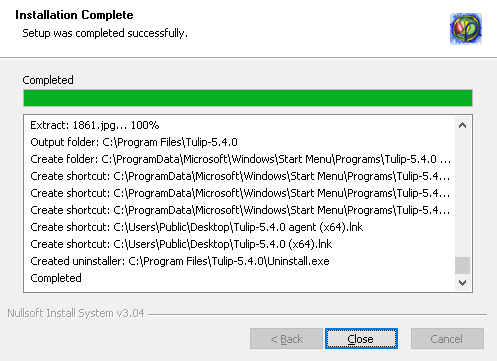 Installation Complete
Setup was completed successfully.
Completed
Extract: 1861.jpg... 100%
Output folder: C:\Program Files\Tulip-5.4.0
Create folder: C:\ProgramData\Microsoft\Windows\Start Menu\Programs\Tulip-5.4.0 ...
Create shortcut: C:\ProgramData\Microsoft\Windows\Start Menu\Programs\Tulip-5.4...
Create shortcut: C:\ProgramData\Microsoft\Windows\Start Menu\Programs\Tulip-5.4...
Create shortcut: C:\ProgramData\Microsoft\Windows\Start Menu\Programs\Tulip-5.4...
Create shortcut: C:\Users\Public\Desktop\Tulip-5.4.0 agent (x64).lnk
Create shortcut: C:\Users\Public\Desktop\Tulip-5.4.0 (x64).lnk
Created uninstaller: C:\Program Files\Tulip-5.4.0\Uninstall.exe
Completed
Nullsoft Install System v3.04
< Back
Close
Cancel